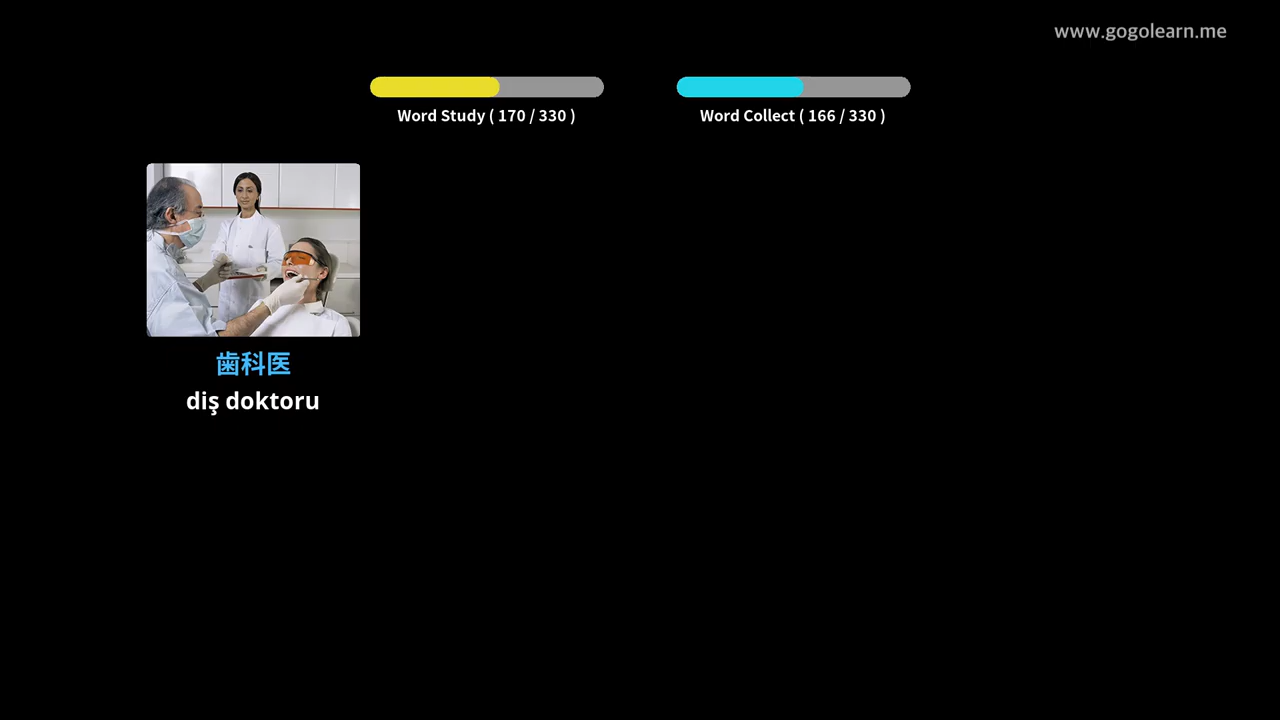 www.gogolearn.me
Word Study ( 170 / 330 )
Word Collect ( 166 / 330 )
歯科医
diş doktoru